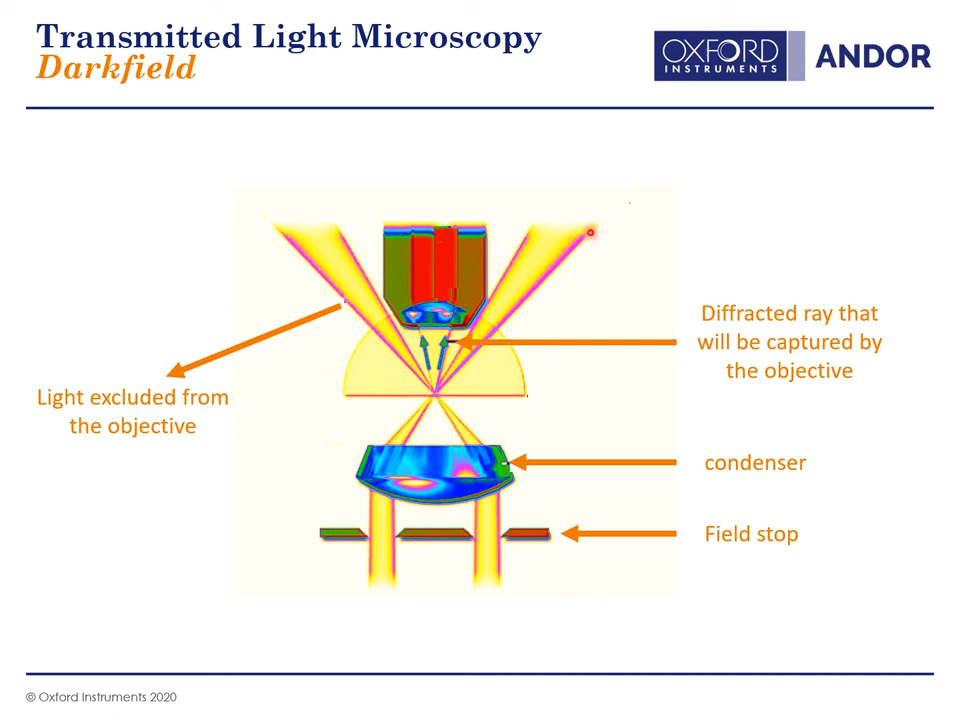 Transmitted Light Microscopy
Darkfield
OXFORD
INSTRUMENTS
ANDOR
Diffracted ray that
will be captured by
the objective
Light excluded from
the objective
condenser
Field stop
© Oxford Instruments 2020